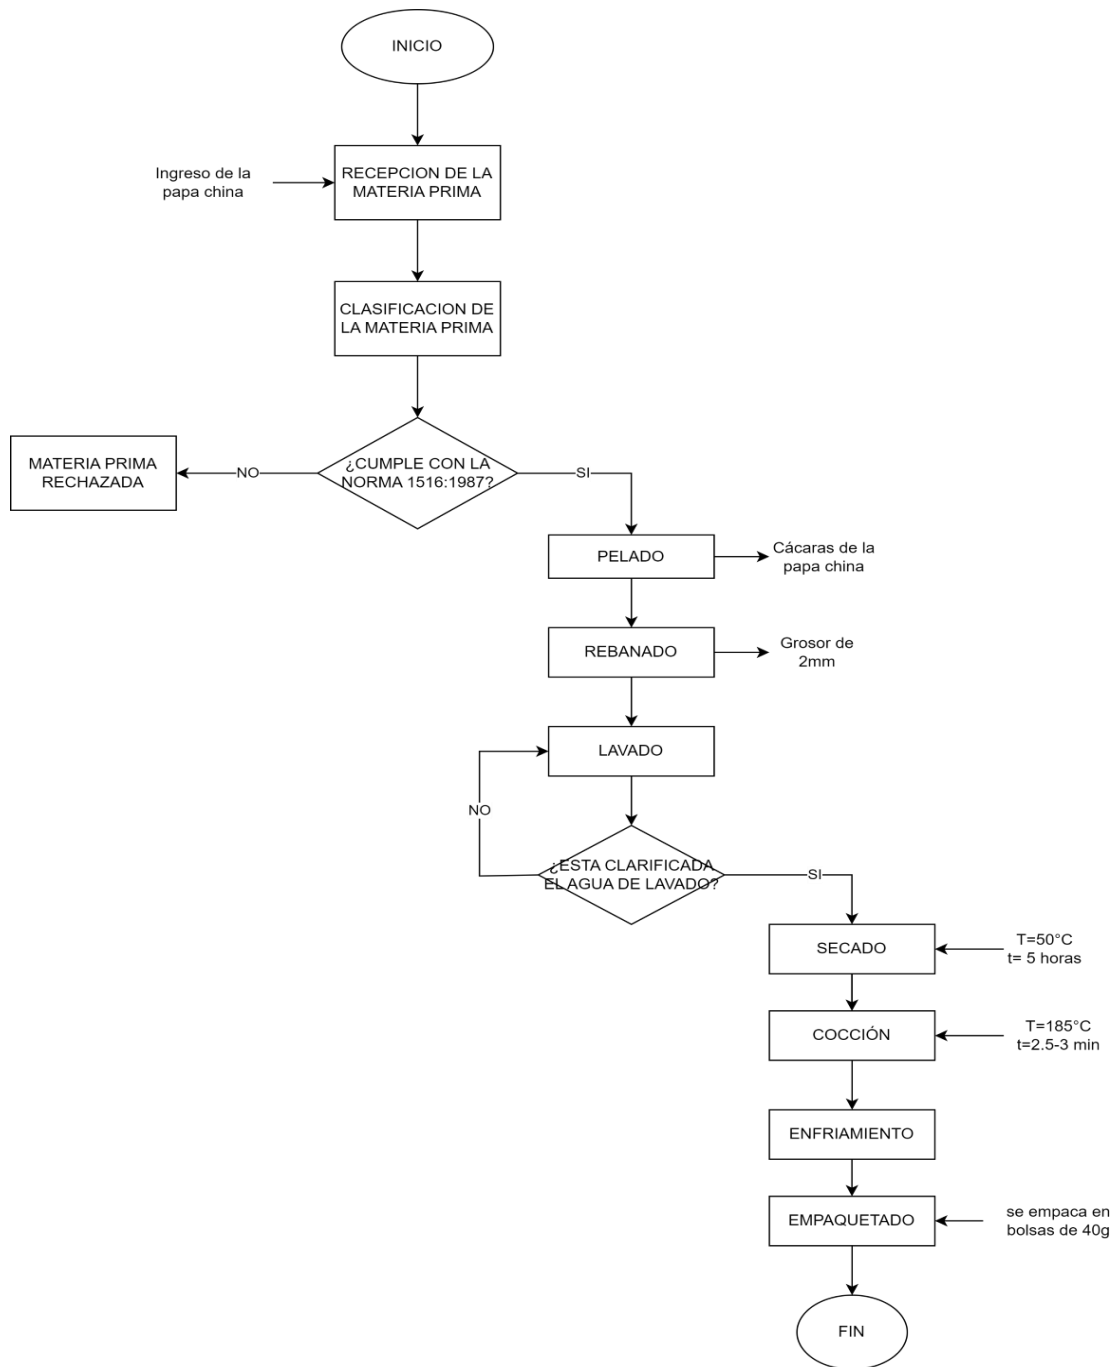 INICIO
Ingreso de la
papa china
RECEPCION DE LA
MATERIA PRIMA
CLASIFICACION DE
LA MATERIA PRIMA
¿CUMPLE CON LA
NORMA 1516:1987?
NO
SI
MATERIA PRIMA
RECHAZADA
PELADO
Cácaras de la
papa china
REBANADO
Grosor de
2mm
LAVADO
NO
¿ESTA CLARIFICADA
EL AGUA DE LAVADO?
SI
SECADO
T=50°C
t= 5 horas
COCCIÓN
T=185°C
t=2.5-3 min
ENFRIAMIENTO
EMPAQUETADO
se empaca en
bolsas de 40g
FIN